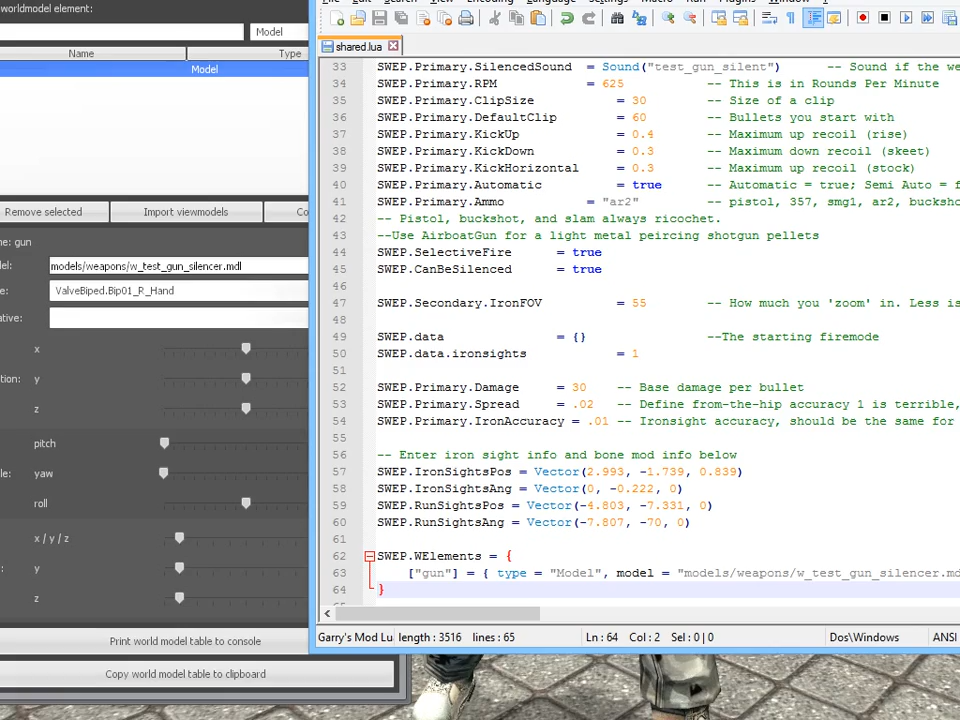 worldmodel element:
Model
Name
Type
Model
Remove selected
Import viewmodels
Co
ne: gun
del:
models/weapons/w_test_gun_silencer.mdl
e:
ValveBiped.Bip01_R_Hand
ative:
x
tion:
y
z
pitch
le:
yaw
roll
x / y / z
y
z
Print world model table to console
Copy world model table to clipboard
Encoding
Language
Settings
Macro
Run
Plugins
Window
shared.lua
33 SWEP.Primary.SilencedSound = Sound("test_gun_silent") -- Sound if the we
34 SWEP.Primary.RPM = 625 -- This is in Rounds Per Minute
35 SWEP.Primary.ClipSize = 30 -- Size of a clip
36 SWEP.Primary.DefaultClip = 60 -- Bullets you start with
37 SWEP.Primary.KickUp = 0.4 -- Maximum up recoil (rise)
38 SWEP.Primary.KickDown = 0.3 -- Maximum down recoil (skeet)
39 SWEP.Primary.KickHorizontal = 0.3 -- Maximum up recoil (stock)
40 SWEP.Primary.Automatic = true -- Automatic = true; Semi Auto = f
41 SWEP.Primary.Ammo = "ar2" -- pistol, 357, smg1, ar2, bucksho
42 -- Pistol, buckshot, and slam always ricochet.
43 --Use AirboatGun for a light metal peircing shotgun pellets
44 SWEP.SelectiveFire = true
45 SWEP.CanBeSilenced = true
46
47 SWEP.Secondary.IronFOV = 55 -- How much you 'zoom' in. Less is
48
49 SWEP.data = {} --The starting firemode
50 SWEP.data.ironsights = 1
51
52 SWEP.Primary.Damage = 30 -- Base damage per bullet
53 SWEP.Primary.Spread = .02 -- Define from-the-hip accuracy 1 is terrible,
54 SWEP.Primary.IronAccuracy = .01 -- Ironsight accuracy, should be the same for
55
56 -- Enter iron sight info and bone mod info below
57 SWEP.IronSightsPos = Vector(2.993, -1.739, 0.839)
58 SWEP.IronSightsAng = Vector(0, -0.222, 0)
59 SWEP.RunSightsPos = Vector(-4.803, -7.331, 0)
60 SWEP.RunSightsAng = Vector(-7.807, -70, 0)
61
62 SWEP.WElements = {
63 ["gun"] = { type = "Model", model = "models/weapons/w_test_gun_silencer.md
64 }
Garry's Mod Lu length : 3516 lines : 65 Ln : 64 Col : 2 Sel : 0 | 0 Dos\Windows ANSI